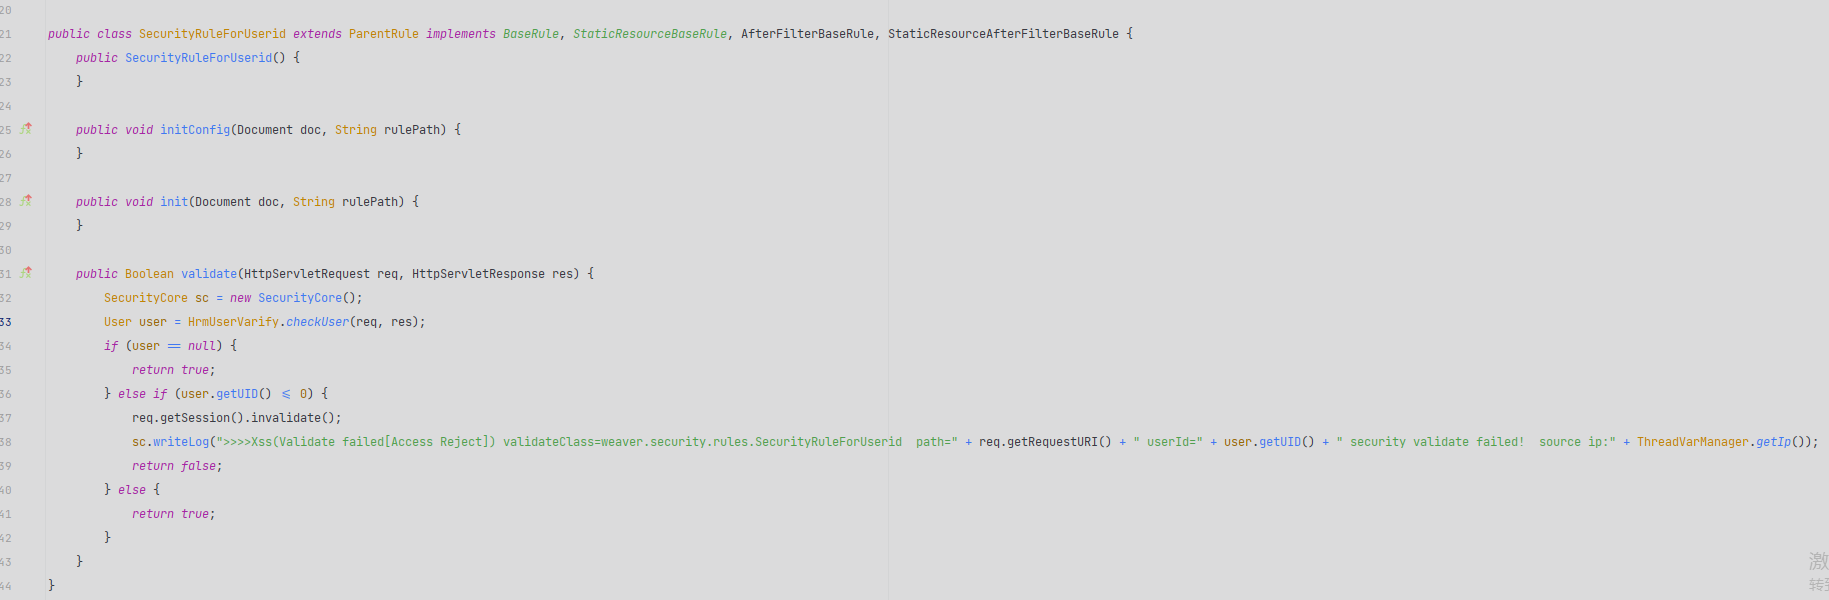 20
21 public class SecurityRuleForUserid extends ParentRule implements BaseRule, StaticResourceBaseRule, AfterFilterBaseRule, StaticResourceAfterFilterBaseRule {
22     public SecurityRuleForUserid() {
23     }
24
25     public void initConfig(Document doc, String rulePath) {
26     }
27
28     public void init(Document doc, String rulePath) {
29     }
30
31     public Boolean validate(HttpServletRequest req, HttpServletResponse res) {
32         SecurityCore sc = new SecurityCore();
33         User user = HrmUserVarify.checkUser(req, res);
34         if (user == null) {
35             return true;
36         } else if (user.getUID() <= 0) {
37             req.getSession().invalidate();
38             sc.writeLog(">>>>Xss(Validate failed[Access Reject]) validateClass=weaver.security.rules.SecurityRuleForUserid  path=" + req.getRequestURI() + " userId=" + user.getUID() + " security validate failed!  source ip:" + ThreadVarManager.getIp());
39             return false;
40         } else {
41             return true;
42         }
43     }
44 }
激
转到